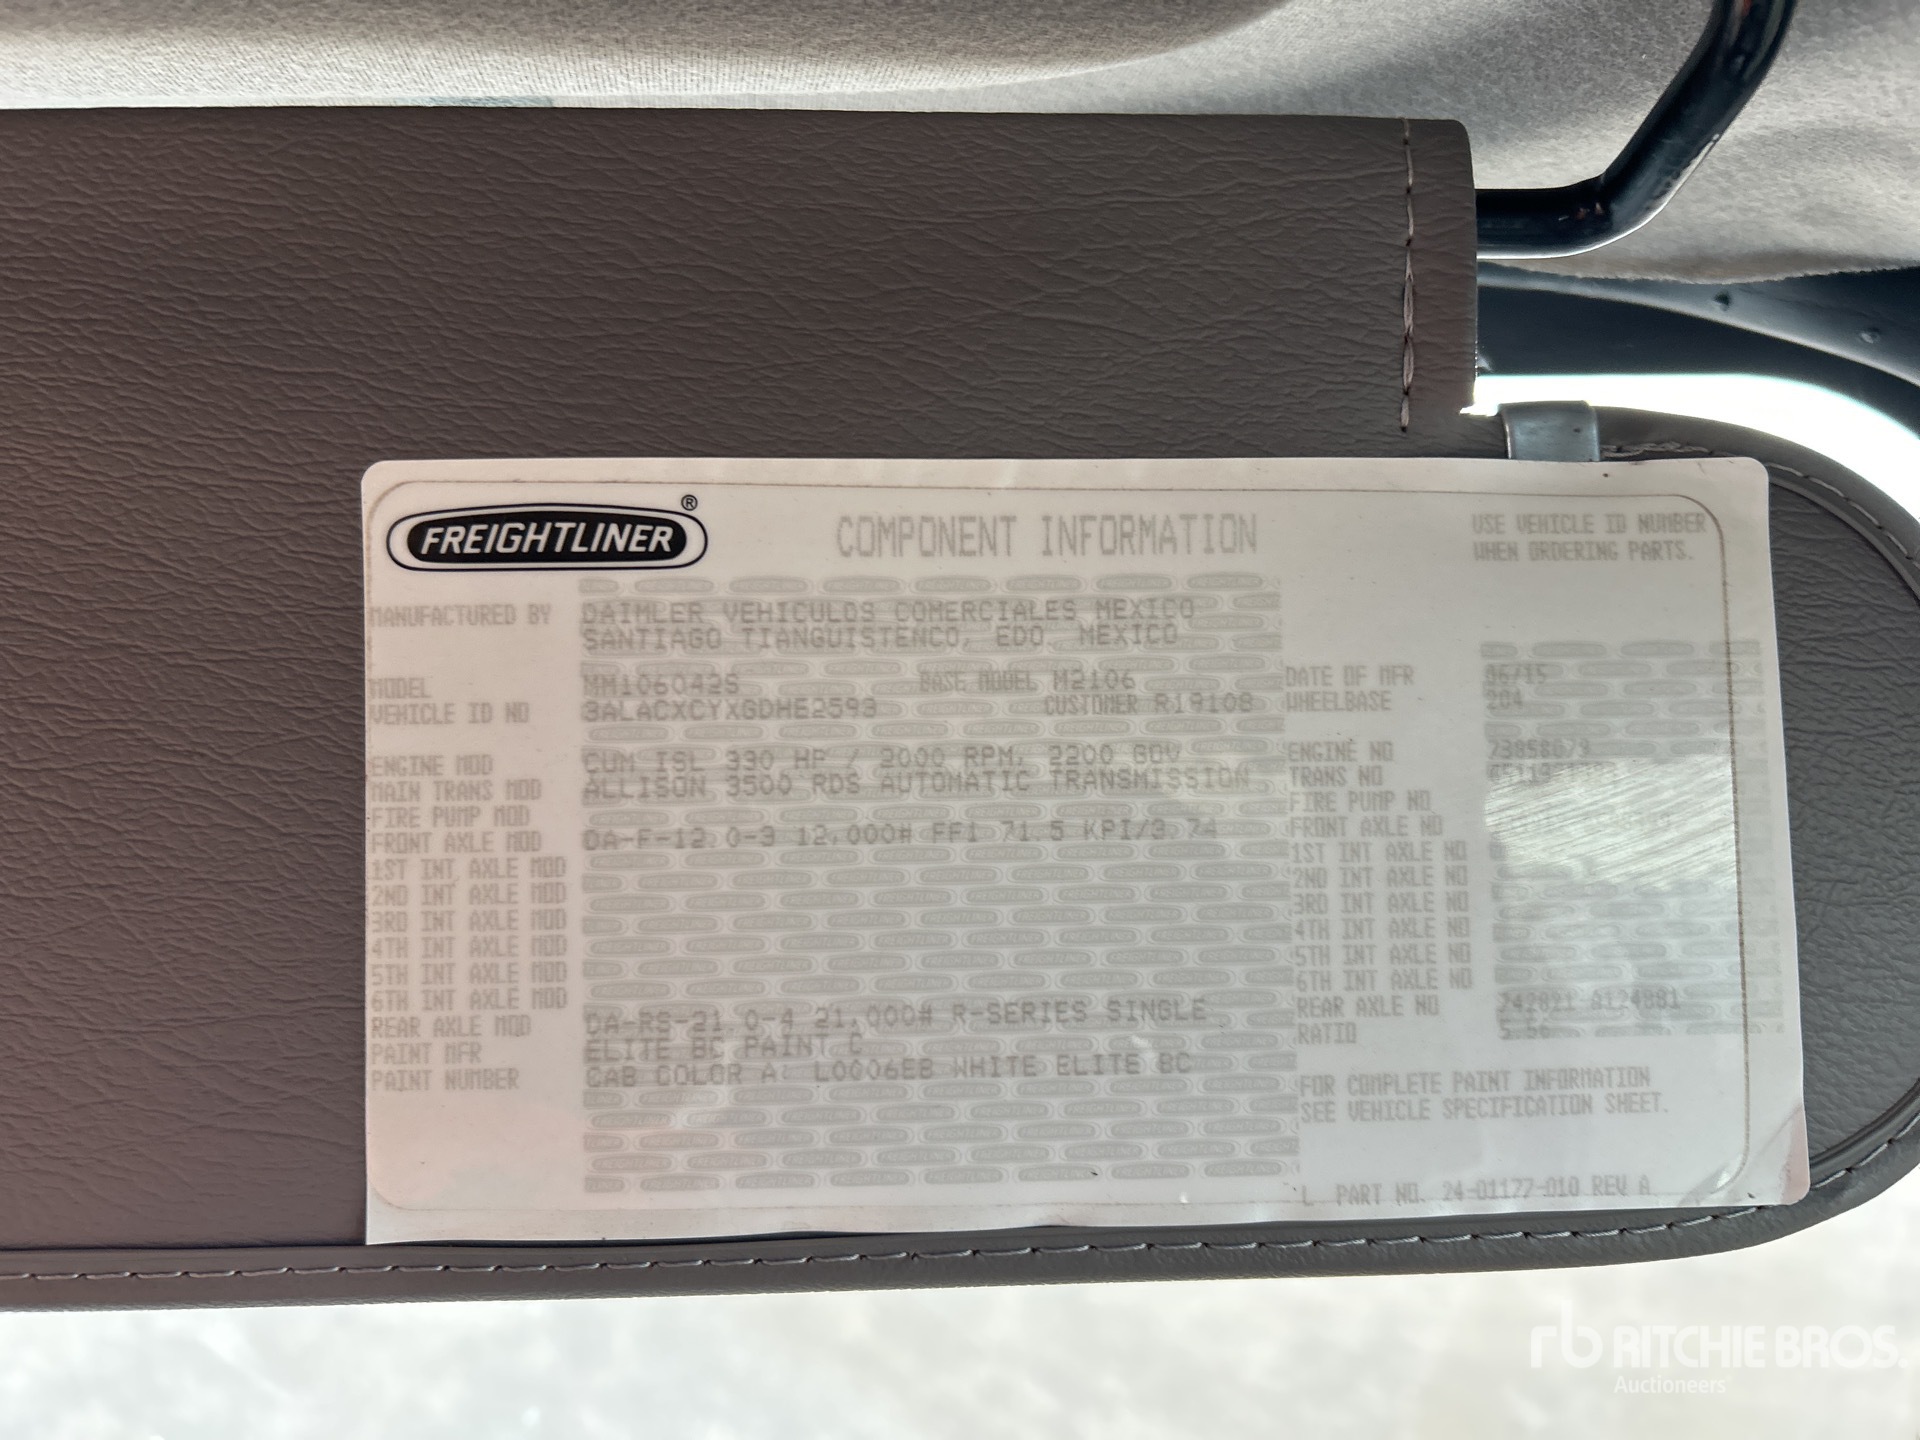 FREIGHTLINER®
COMPONENT INFORMATION
USE VEHICLE ID NUMBER
WHEN ORDERING PARTS.
MANUFACTURED BY DAIMLER VEHICULOS COMERCIALES MEXICO
SANTIAGO TIANGUISTENCO, EDO. MEXICO
MODEL MM106042S BASE MODEL M2106 DATE OF MFR 06/15
VEHICLE ID NO 3ALACXCYXGDHE2593 CUSTOMER R19108 WHEELBASE 204
ENGINE MOD CUM ISL 330 HP / 2000 RPM, 2200 GOV ENGINE NO 73858079
MAIN TRANS MOD ALLISON 3500 RDS AUTOMATIC TRANSMISSION TRANS NO
FIRE PUMP MOD FIRE PUMP NO
FRONT AXLE MOD DA-F-12.0-3 12,000# FF1 71.5 KPI/3.74 FRONT AXLE NO
1ST INT AXLE MOD 1ST INT AXLE NO
2ND INT AXLE MOD 2ND INT AXLE NO
3RD INT AXLE MOD 3RD INT AXLE NO
4TH INT AXLE MOD 4TH INT AXLE NO
5TH INT AXLE MOD 5TH INT AXLE NO
6TH INT AXLE MOD 6TH INT AXLE NO
REAR AXLE MOD DA-RS-21.0-4 21,000# R-SERIES SINGLE REAR AXLE NO
PAINT MFR ELITE BC PAINT C RATIO 5.56
PAINT NUMBER CAB COLOR A: L0006EB WHITE ELITE BC
FOR COMPLETE PAINT INFORMATION
SEE VEHICLE SPECIFICATION SHEET.
L PART NO. 24-01177-010 REV A
rb RITCHIE BROS.
Auctioneers